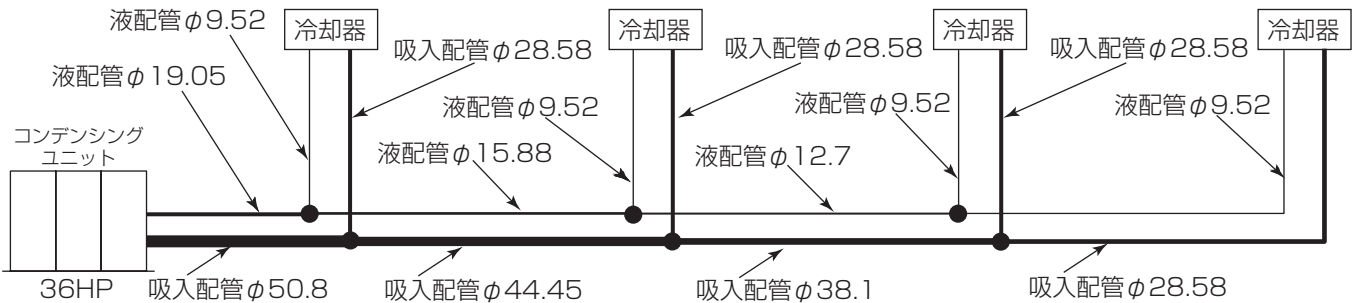 液配管φ9.52
冷却器
冷却器
冷却器
冷却器
吸入配管φ28.58
吸入配管φ28.58
吸入配管φ28.58
液配管φ19.05
液配管φ9.52
液配管φ9.52
液配管φ9.52
コンデンシング
ユニット
液配管φ15.88
液配管φ12.7
36HP
吸入配管φ50.8
吸入配管φ44.45
吸入配管φ38.1
吸入配管φ28.58